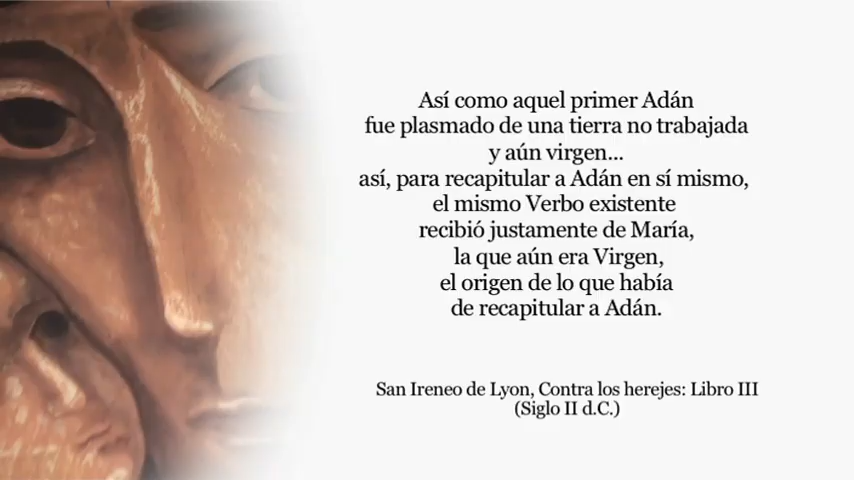 Así como aquel primer Adán
fue plasmado de una tierra no trabajada
y aún virgen...
así, para recapitular a Adán en sí mismo,
el mismo Verbo existente
recibió justamente de María,
la que aún era Virgen,
el origen de lo que había
de recapitular a Adán.
San Ireneo de Lyon, Contra los herejes: Libro III
(Siglo II d.C.)